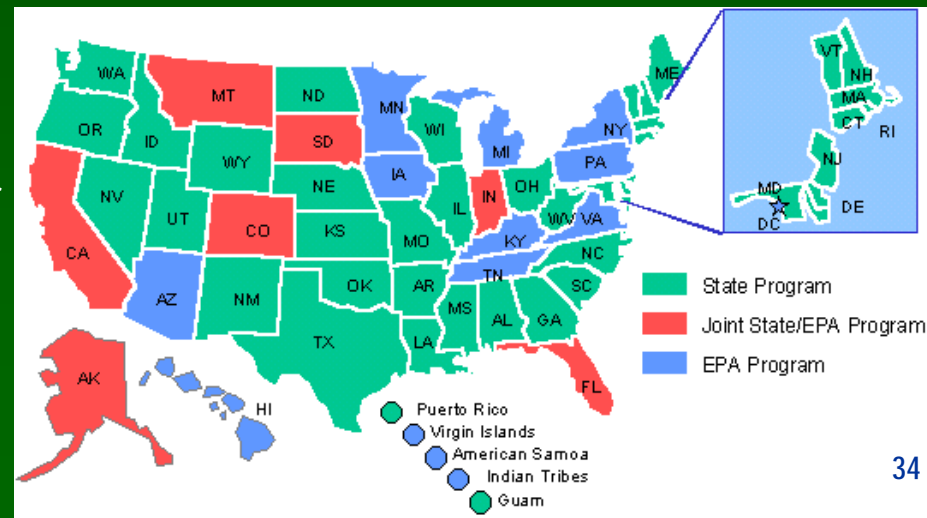 WA
MT
ND
MN
ME
OR
ID
WY
SD
WI
MI
NY
NV
UT
CO
NE
IA
IL
IN
OH
PA
CA
KS
MO
KY
WV
VA
AZ
NM
OK
AR
TN
NC
TX
LA
MS
AL
GA
SC
FL
AK
HI
VT
NH
MA
CT
RI
NJ
MD
DE
DC
State Program
Joint State/EPA Program
EPA Program
Puerto Rico
Virgin Islands
American Samoa
Indian Tribes
Guam
34